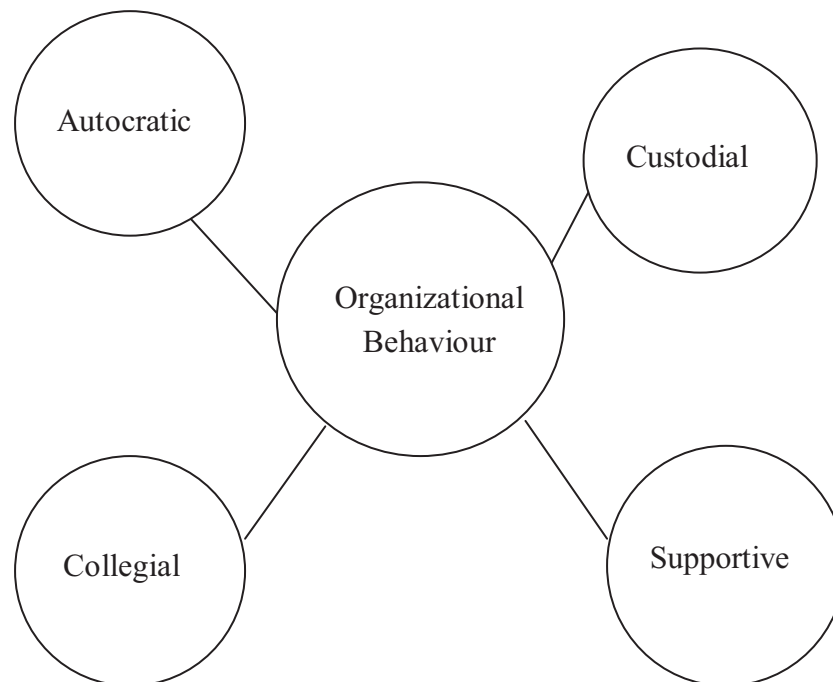 Autocratic
Custodial
Organizational
Behaviour
Collegial
Supportive